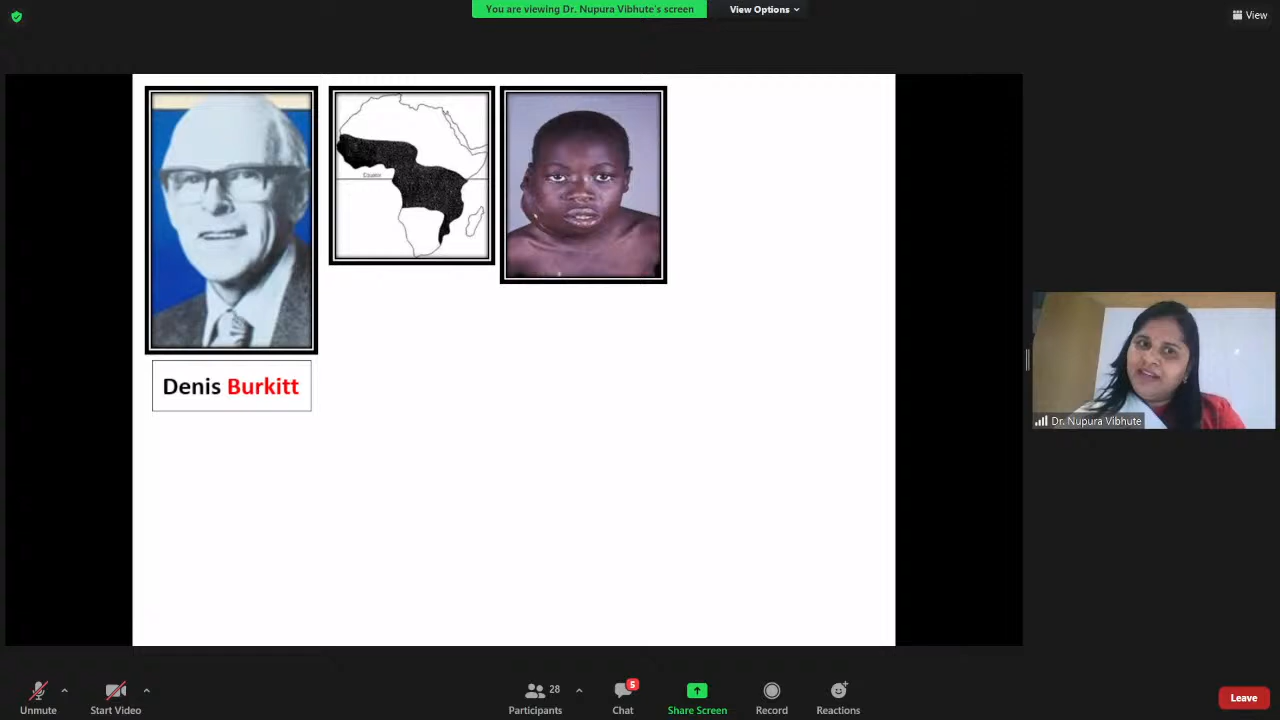 You are viewing Dr. Nupura Vibhute's screen
View Options
View
Equator
Denis Burkitt
Dr. Nupura Vibhute
Unmute
Start Video
28
Participants
5
Chat
Share Screen
Record
Reactions
Leave